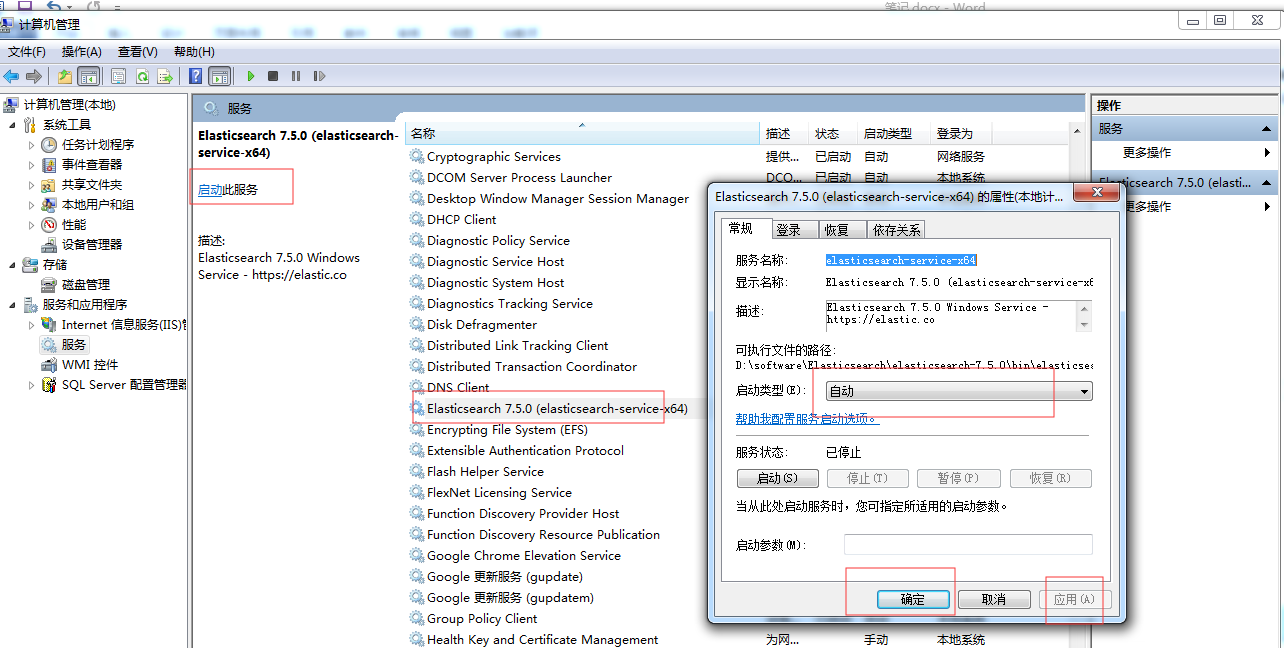 笔记.docx - Word
计算机管理
文件(F) 操作(A) 查看(V) 帮助(H)
计算机管理(本地)
系统工具
任务计划程序
事件查看器
共享文件夹
本地用户和组
性能
设备管理器
存储
磁盘管理
服务和应用程序
Internet 信息服务(IIS)管
服务
WMI 控件
SQL Server 配置管理器
服务
Elasticsearch 7.5.0 (elasticsearch-
service-x64)
启动此服务
描述:
Elasticsearch 7.5.0 Windows
Service - https://elastic.co
名称 描述 状态 启动类型 登录为
Cryptographic Services 提供... 已启动 自动 网络服务
DCOM Server Process Launcher DCO... 已启动 自动 本地系统
Desktop Window Manager Session Manager
DHCP Client
Diagnostic Policy Service
Diagnostic Service Host
Diagnostic System Host
Diagnostics Tracking Service
Disk Defragmenter
Distributed Link Tracking Client
Distributed Transaction Coordinator
DNS Client
Elasticsearch 7.5.0 (elasticsearch-service-x64)
Encrypting File System (EFS)
Extensible Authentication Protocol
Flash Helper Service
FlexNet Licensing Service
Function Discovery Provider Host
Function Discovery Resource Publication
Google Chrome Elevation Service
Google 更新服务 (gupdate)
Google 更新服务 (gupdatem)
Group Policy Client
Health Key and Certificate Management 为网... 手动 本地系统
操作
服务
更多操作
Elasticsearch 7.5.0 (elasti...
更多操作
Elasticsearch 7.5.0 (elasticsearch-service-x64) 的属性(本地计...
常规 登录 恢复 依存关系
服务名称: elasticsearch-service-x64
显示名称: Elasticsearch 7.5.0 (elasticsearch-service-x6
描述: Elasticsearch 7.5.0 Windows Service -
https://elastic.co
可执行文件的路径:
D:\software\Elasticsearch\elasticsearch-7.5.0\bin\elasticsea
启动类型(E): 自动
帮助我配置服务启动选项。
服务状态: 已停止
启动(S) 停止(T) 暂停(P) 恢复(R)
当从此处启动服务时，您可指定所适用的启动参数。
启动参数(M):
确定 取消 应用(A)